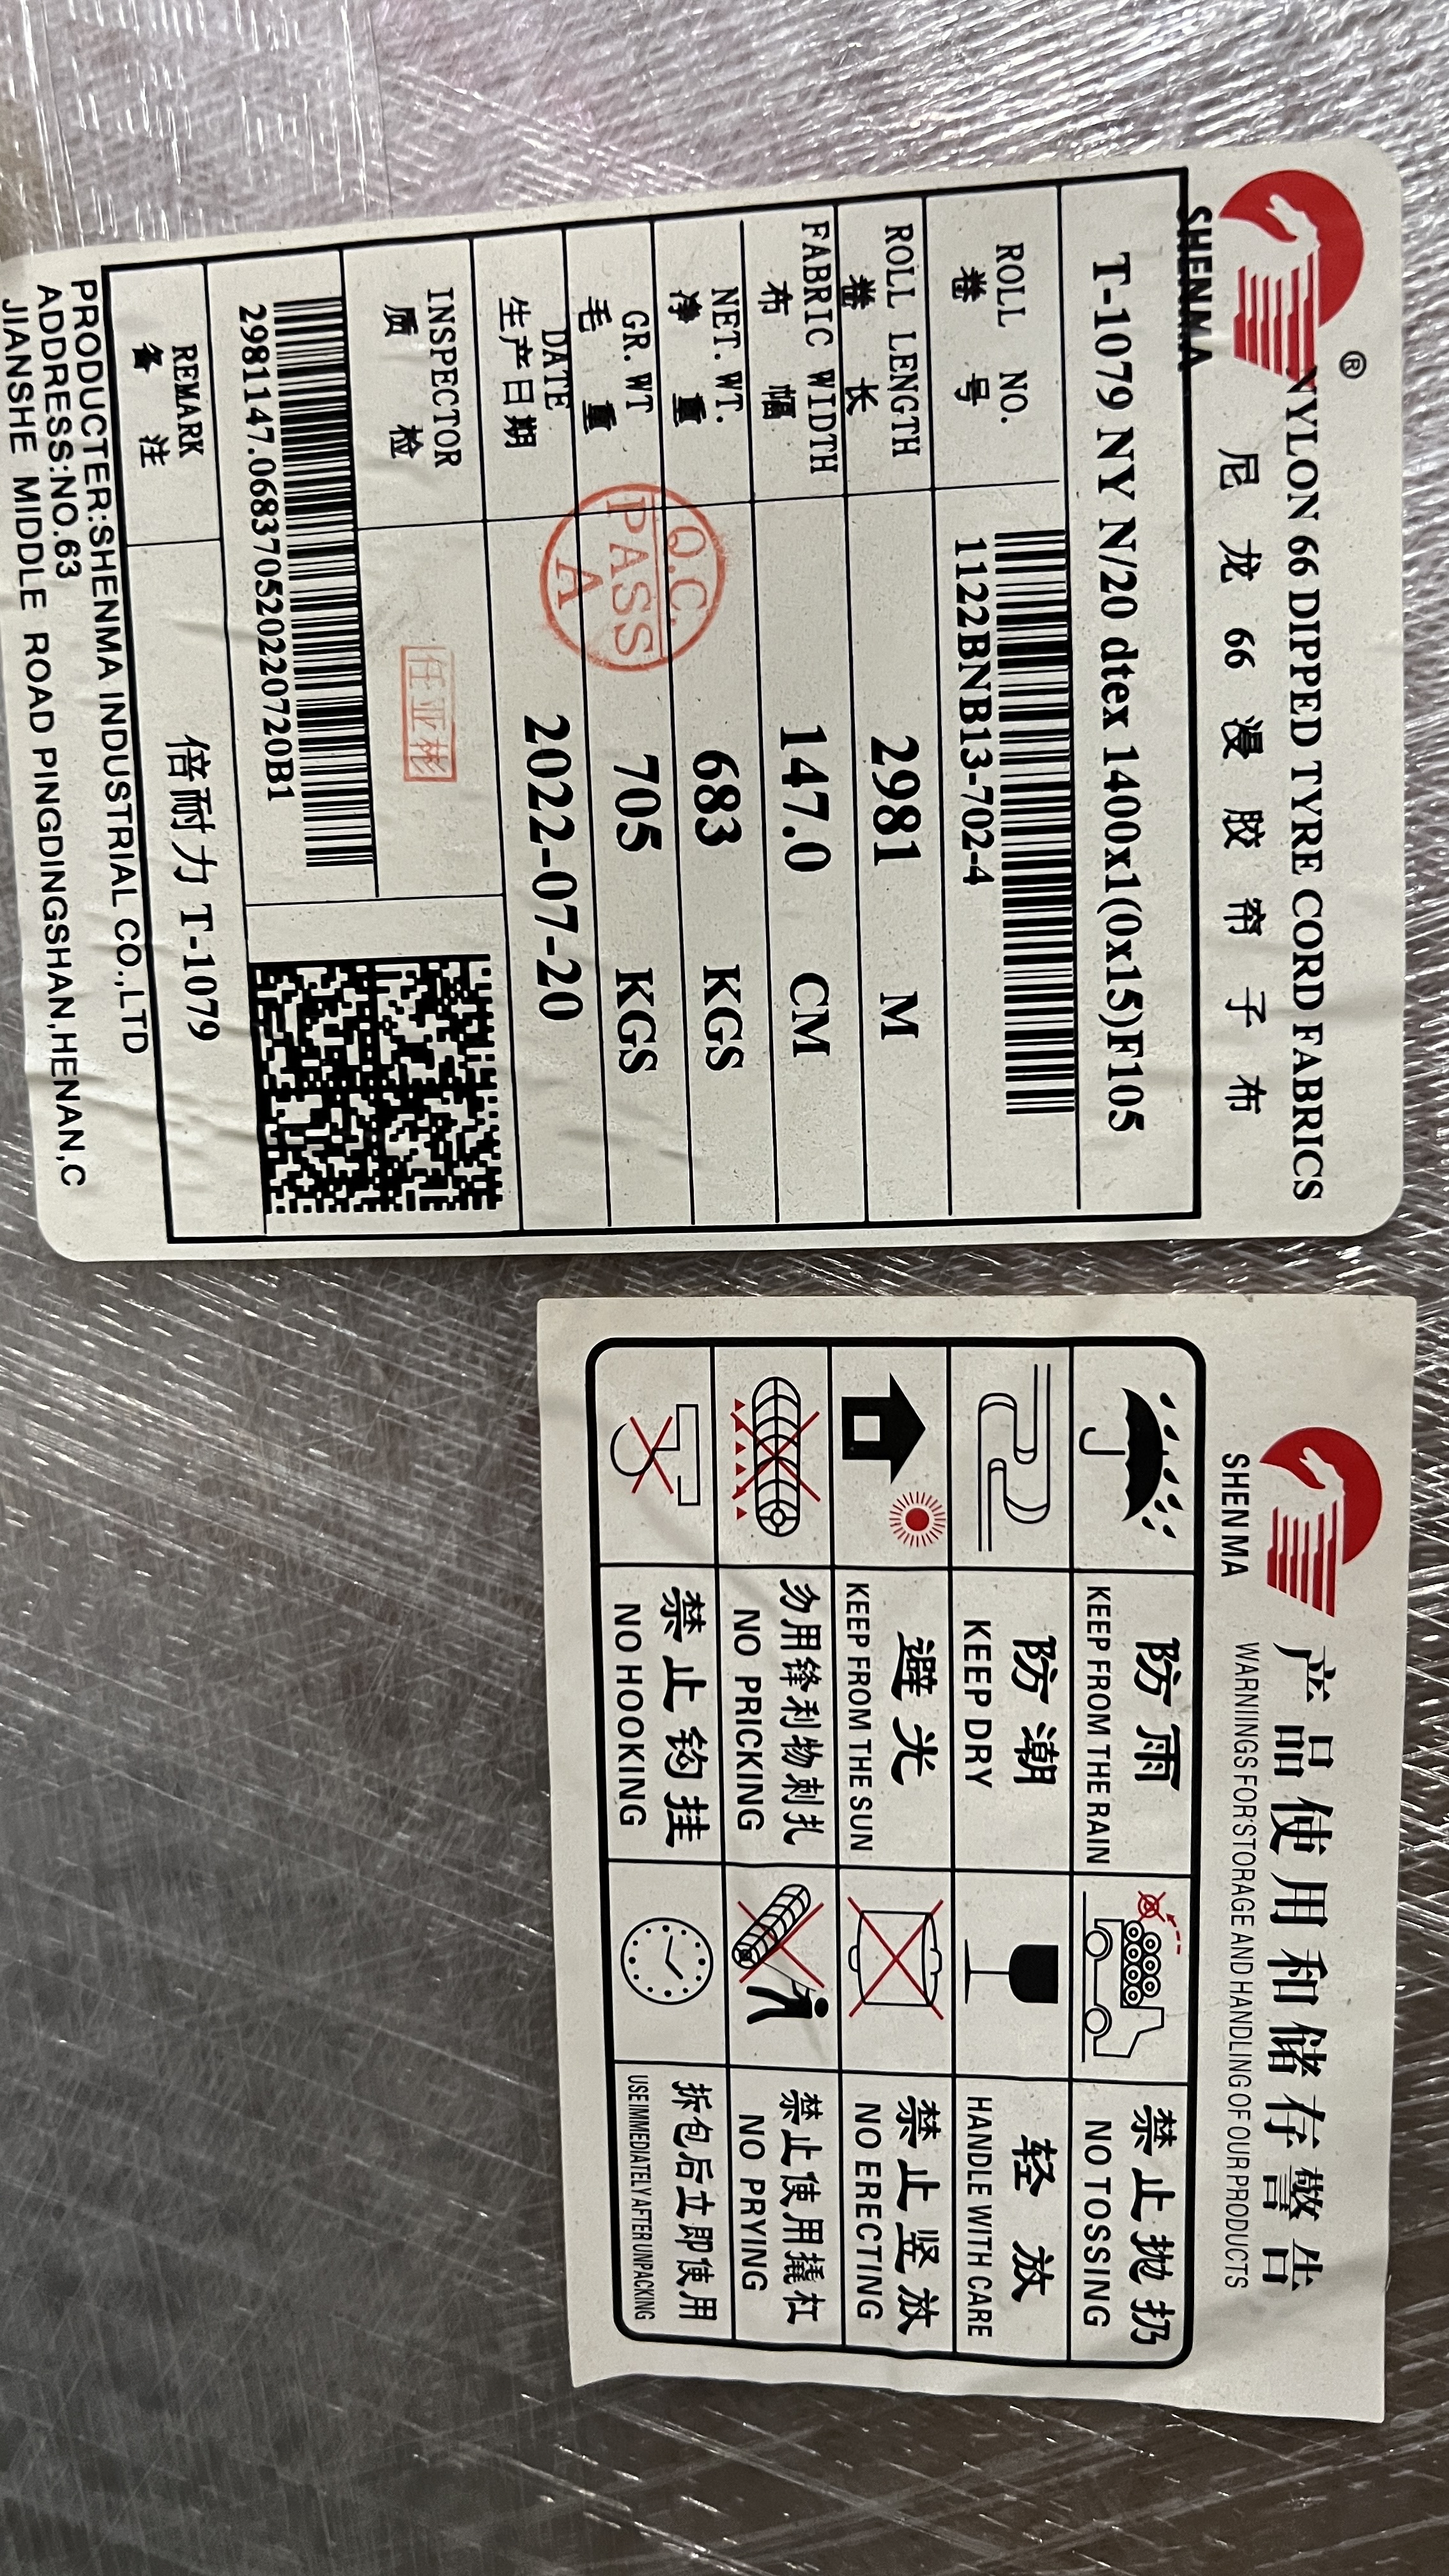 SHENMA
®
NYLON 66 DIPPED TYRE CORD FABRICS
尼龙66浸胶帘子布
T-1079 NY N/20 dtex 1400x1(0x15)F105
ROLL NO.
卷号
1122BNB13-702-4
ROLL LENGTH
卷长
2981 M
FABRIC WIDTH
布幅
147.0 CM
NET.WT.
净重
683 KGS
GR.WT
毛重
705 KGS
DATE
生产日期
2022-07-20
Q.C.
PASS
A
INSPECTOR
质检
任亚彬
2981147.068370520220720B1
REMARK
备注
倍耐力 T-1079
PRODUCTER:SHENMA INDUSTRIAL CO.,LTD
ADDRESS:NO.63
JIANSHE MIDDLE ROAD PINGDINGSHAN,HENAN,C
SHENMA
产品使用和储存警告
WARNINGS FOR STORAGE AND HANDLING OF OUR PRODUCTS
防雨
KEEP FROM THE RAIN
禁止抛扔
NO TOSSING
防潮
KEEP DRY
轻放
HANDLE WITH CARE
避光
KEEP FROM THE SUN
禁止竖放
NO ERECTING
勿用锋利物刺扎
NO PRICKING
禁止使用撬杠
NO PRYING
禁止钩挂
NO HOOKING
拆包后立即使用
USE IMMEDIATELY AFTER UNPACKING